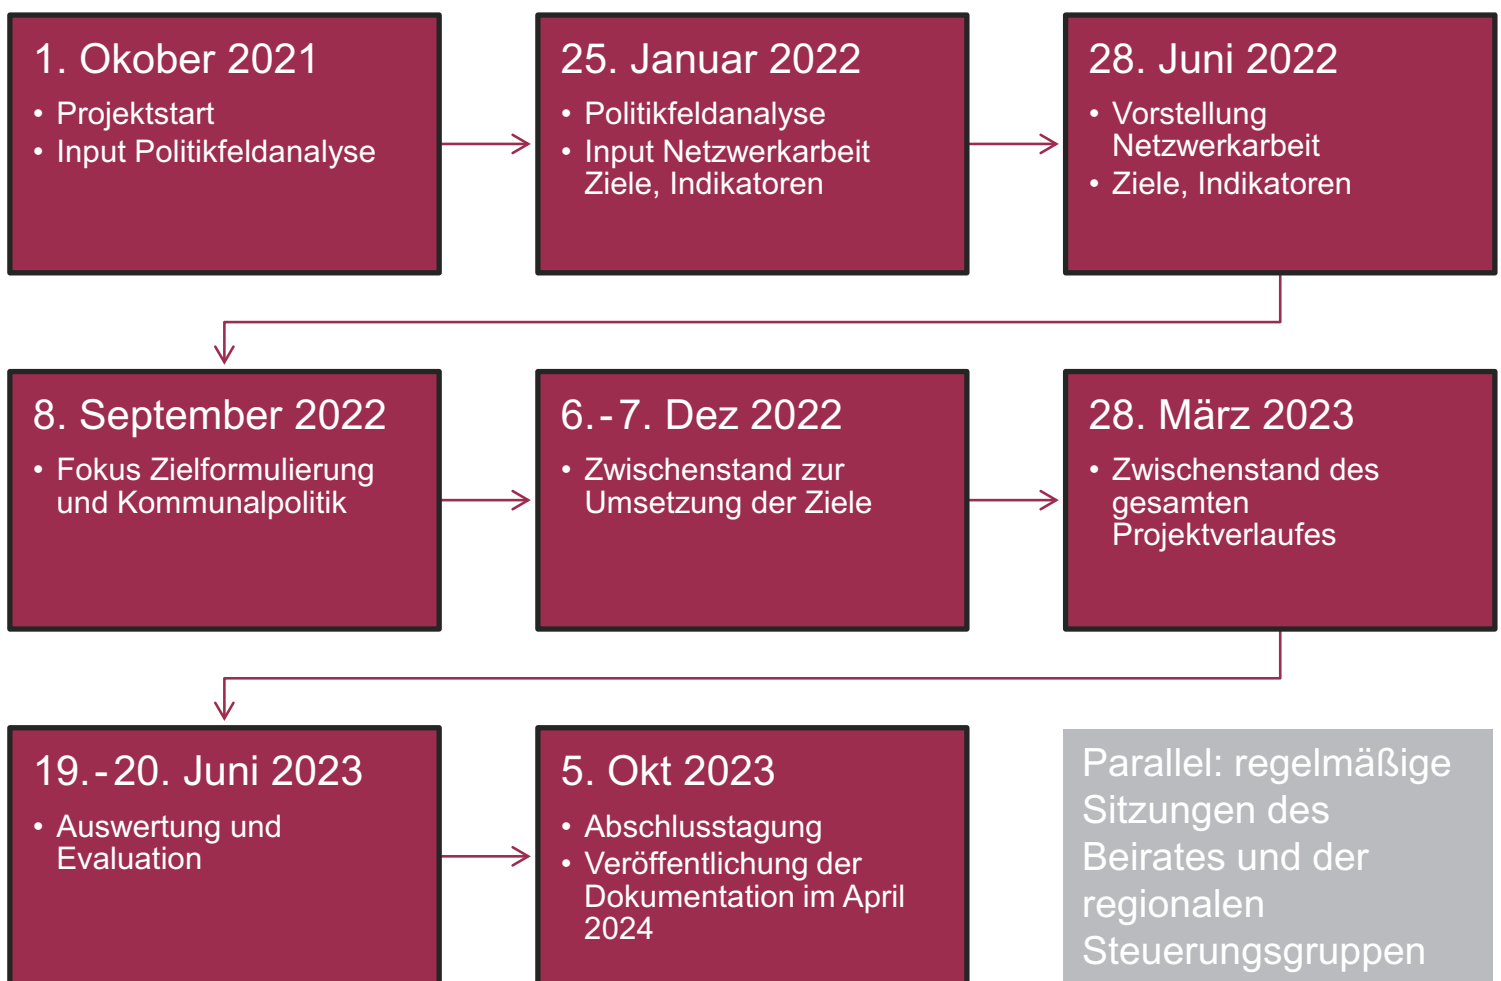 1. Okober 2021
• Projektstart
• Input Politikfeldanalyse
25. Januar 2022
• Politikfeldanalyse
• Input Netzwerkarbeit
Ziele, Indikatoren
28. Juni 2022
• Vorstellung
Netzwerkarbeit
• Ziele, Indikatoren
8. September 2022
• Fokus Zielformulierung
und Kommunalpolitik
6.-7. Dez 2022
• Zwischenstand zur
Umsetzung der Ziele
28. März 2023
• Zwischenstand des
gesamten
Projektverlaufes
19.-20. Juni 2023
• Auswertung und
Evaluation
5. Okt 2023
• Abschlusstagung
• Veröffentlichung der
Dokumentation im April
2024
Parallel: regelmäßige
Sitzungen des
Beirates und der
regionalen
Steuerungsgruppen